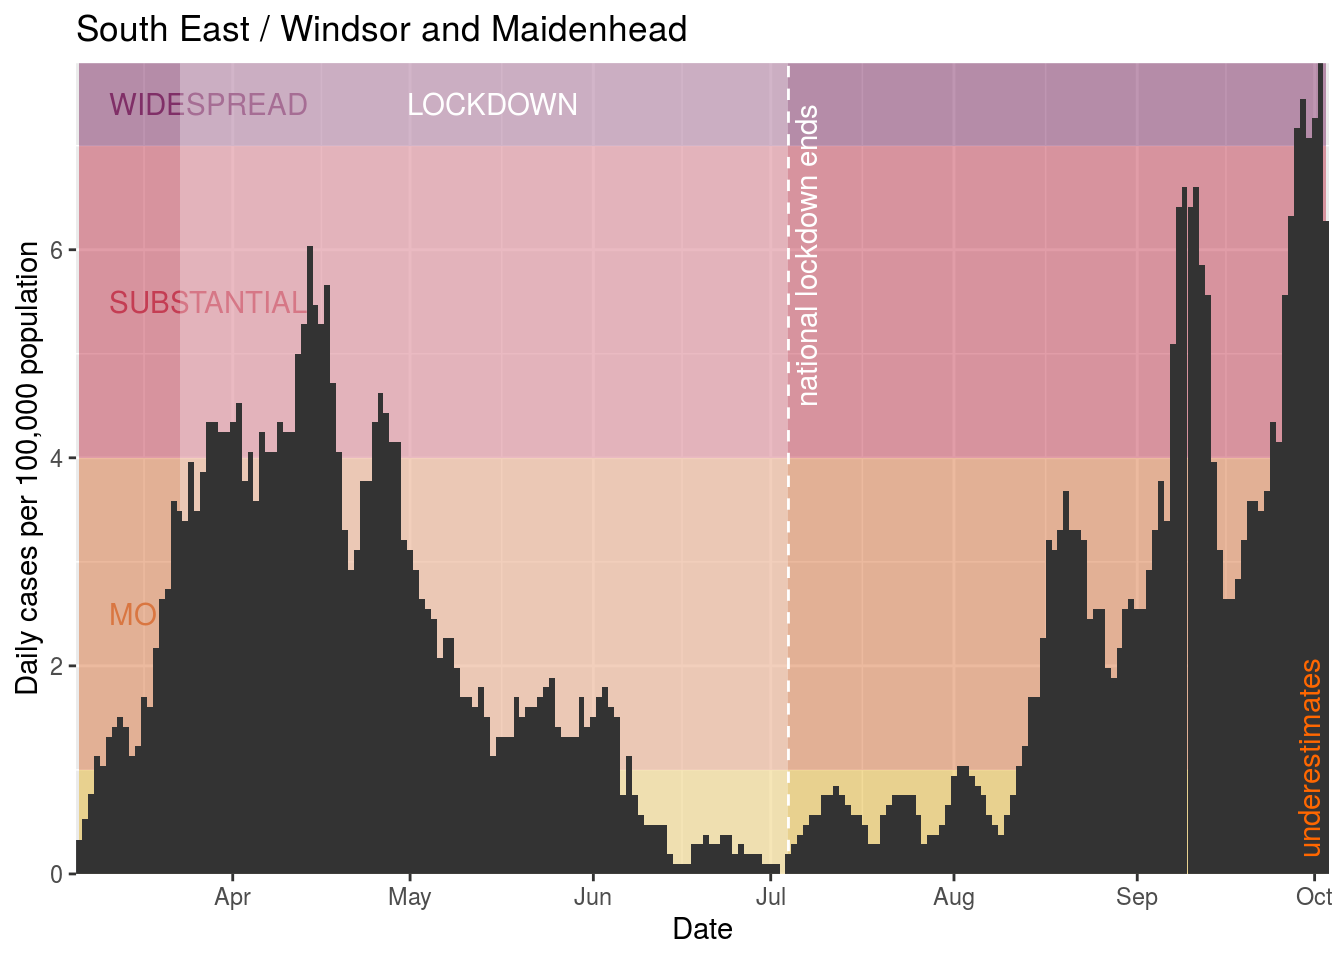 South East / Windsor and Maidenhead
WIDESPREAD
LOCKDOWN
national lockdown ends
SUBSTANTIAL
MO
underestimates
Daily cases per 100,000 population
6
4
2
0
Apr
May
Jun
Jul
Aug
Sep
Oct
Date